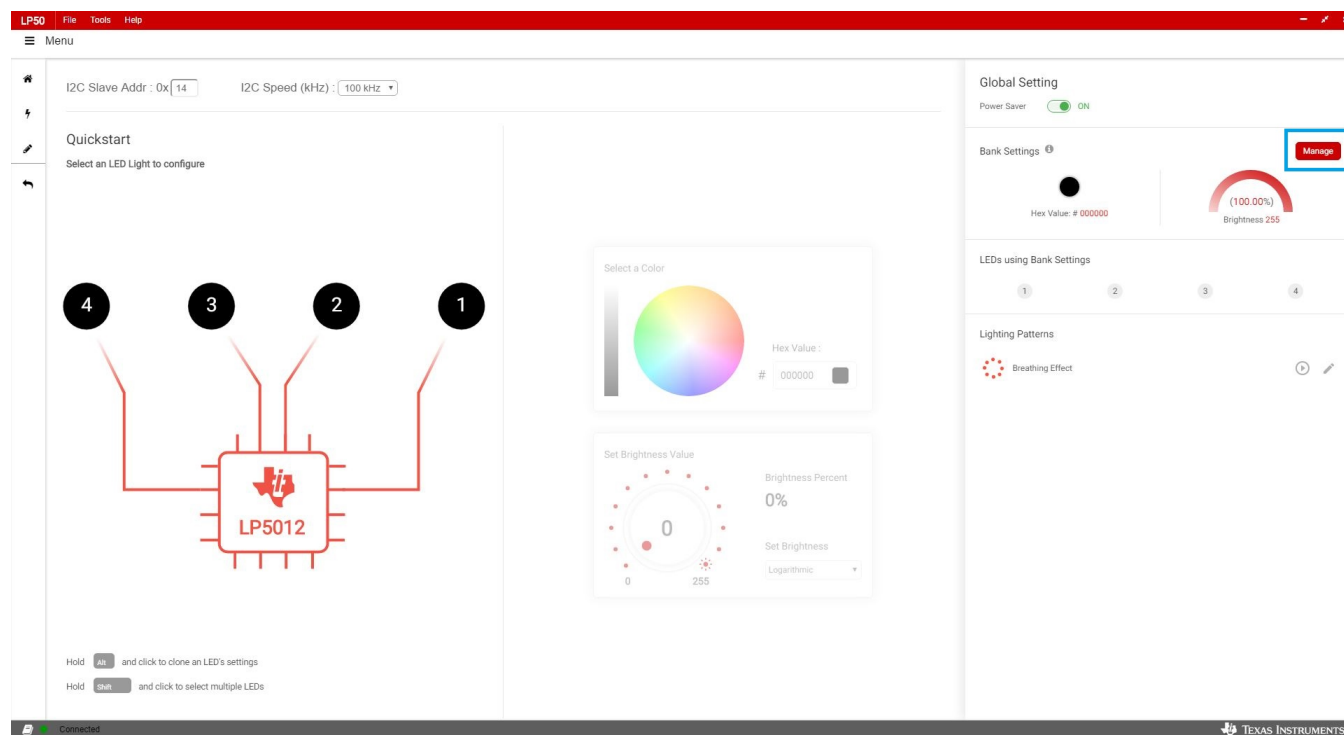 LP50 File Tools Help
Menu
I2C Slave Addr : 0x 14 I2C Speed (kHz) : 100 kHz
Quickstart
Select an LED Light to configure
4 3 2 1
LP5012
Hold Alt and click to clone an LED's settings
Hold Shift and click to select multiple LEDs
Select a Color
Hex Value :
# 000000
Set Brightness Value
Brightness Percent
0%
0
Set Brightness
Logarithmic
0 255
Global Setting
Power Saver ON
Bank Settings Manage
Hex Value: # 000000
(100.00%)
Brightness 255
LEDs using Bank Settings
1 2 3 4
Lighting Patterns
Breathing Effect
Connected
TEXAS INSTRUMENTS